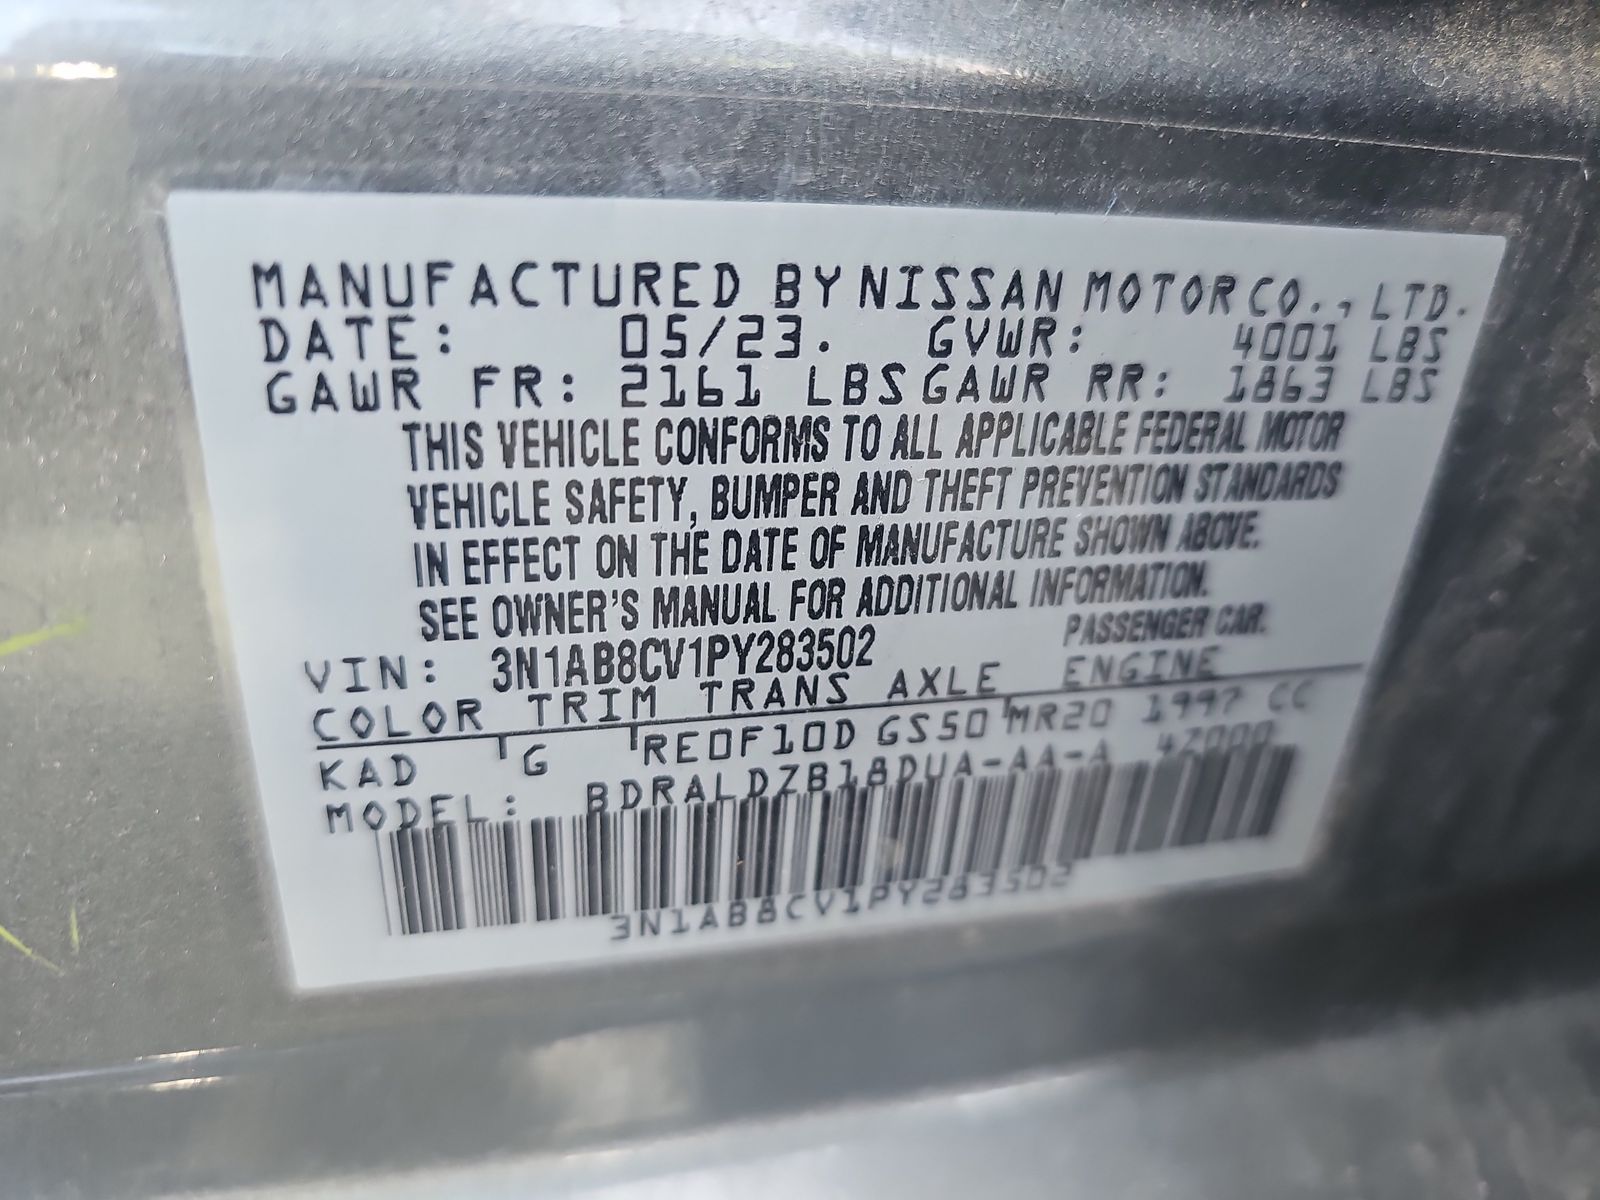 MANUFACTURED BY NISSAN MOTOR CO., LTD.
DATE: 05/23. GVWR: 4001 LBS
GAWR FR: 2161 LBS GAWR RR: 1863 LBS
THIS VEHICLE CONFORMS TO ALL APPLICABLE FEDERAL MOTOR
VEHICLE SAFETY, BUMPER AND THEFT PREVENTION STANDARDS
IN EFFECT ON THE DATE OF MANUFACTURE SHOWN ABOVE.
SEE OWNER'S MANUAL FOR ADDITIONAL INFORMATION.
VIN: 3N1AB8CV1PY283502 PASSENGER CAR.
COLOR TRIM TRANS AXLE ENGINE
KAD G RE0F10D GS50 MR20 1997 CC
MODEL: BDRALDZB18DUA-AA-A 4Z000
3N1AB8CV1PY283502